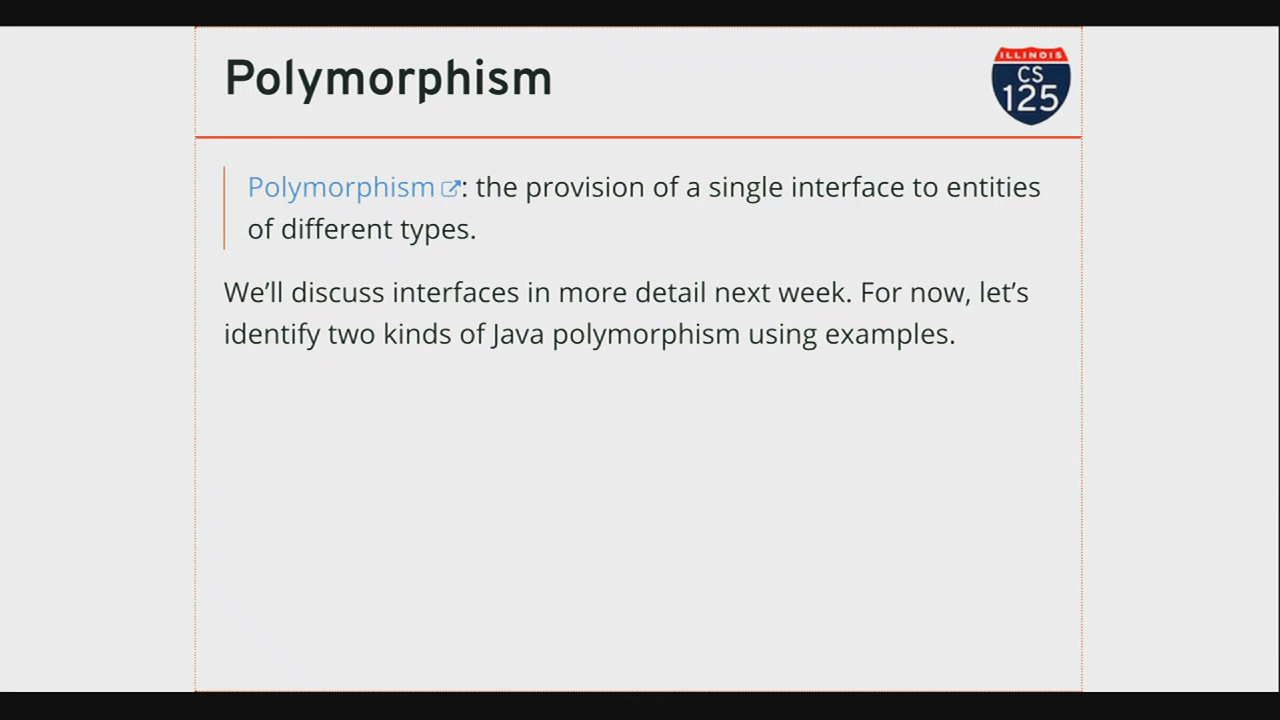 Polymorphism
ILLINOIS
CS
125
Polymorphism: the provision of a single interface to entities
of different types.
We’ll discuss interfaces in more detail next week. For now, let’s
identify two kinds of Java polymorphism using examples.